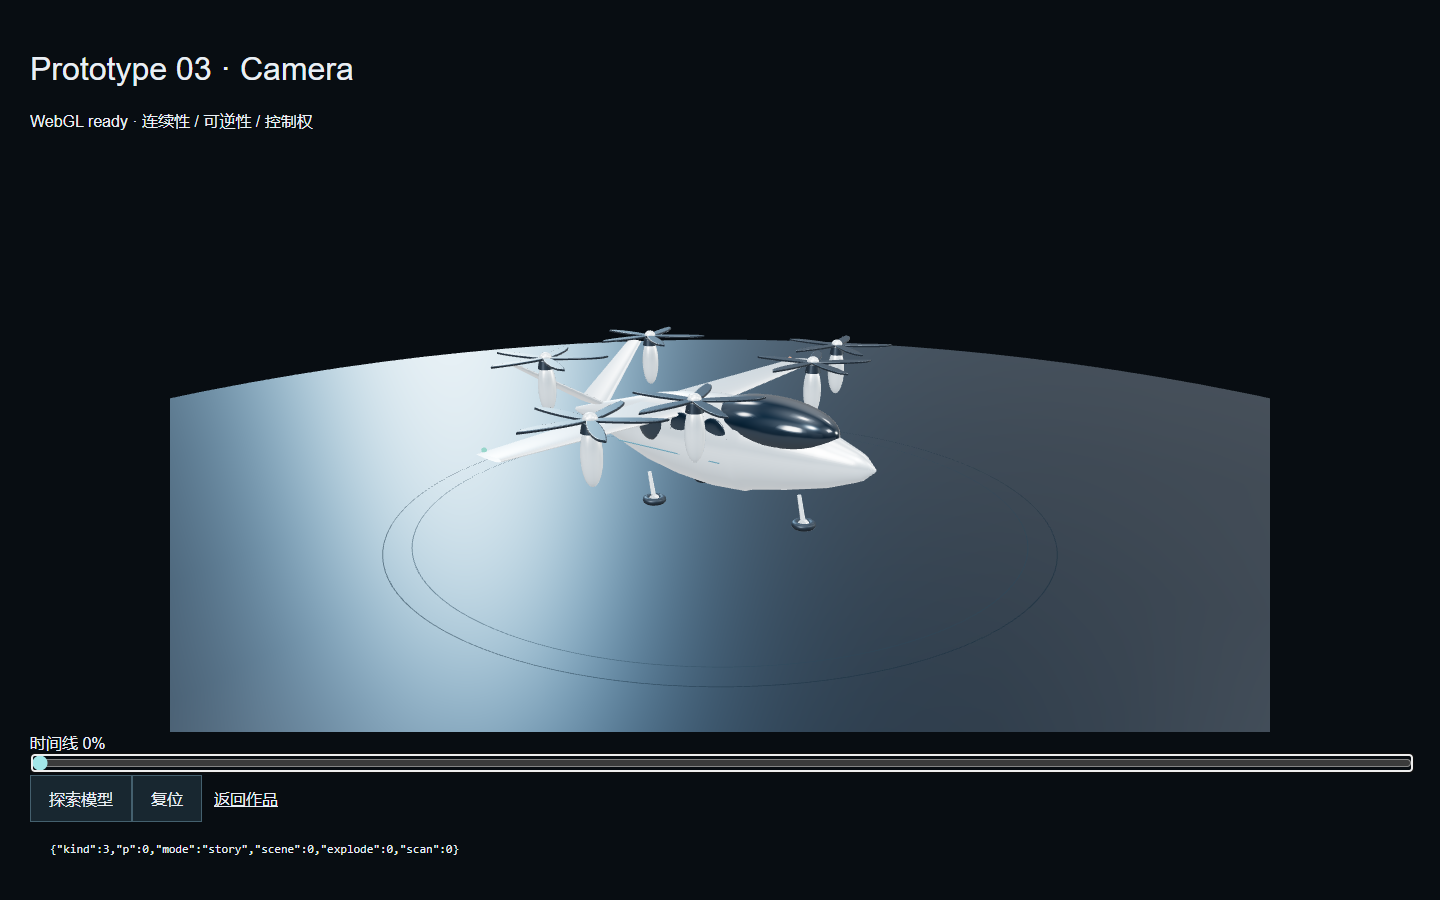 Prototype 03 · Camera
WebGL ready · 连续性 / 可逆性 / 控制权
时间线 0%
探索模型 复位 返回作品
{"kind":3,"p":0,"mode":"story","scene":0,"explode":0,"scan":0}